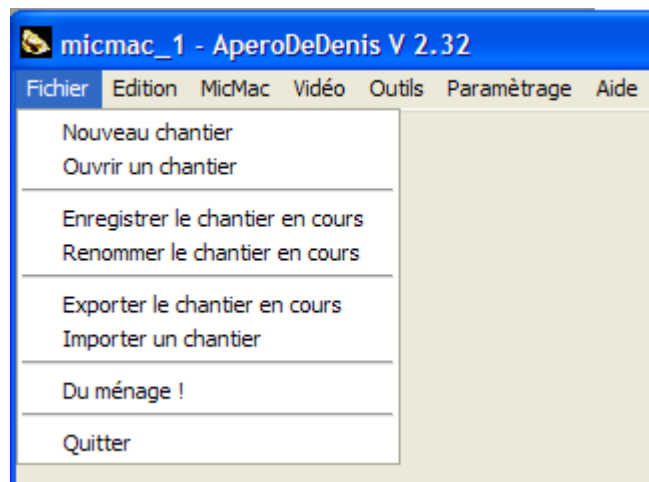 micmac_1 - AperoDeDenis V 2.32
Fichier Edition MicMac Vidéo Outils Paramètrage Aide
Nouveau chantier
Ouvrir un chantier
Enregistrer le chantier en cours
Renommer le chantier en cours
Exporter le chantier en cours
Importer un chantier
Du ménage !
Quitter